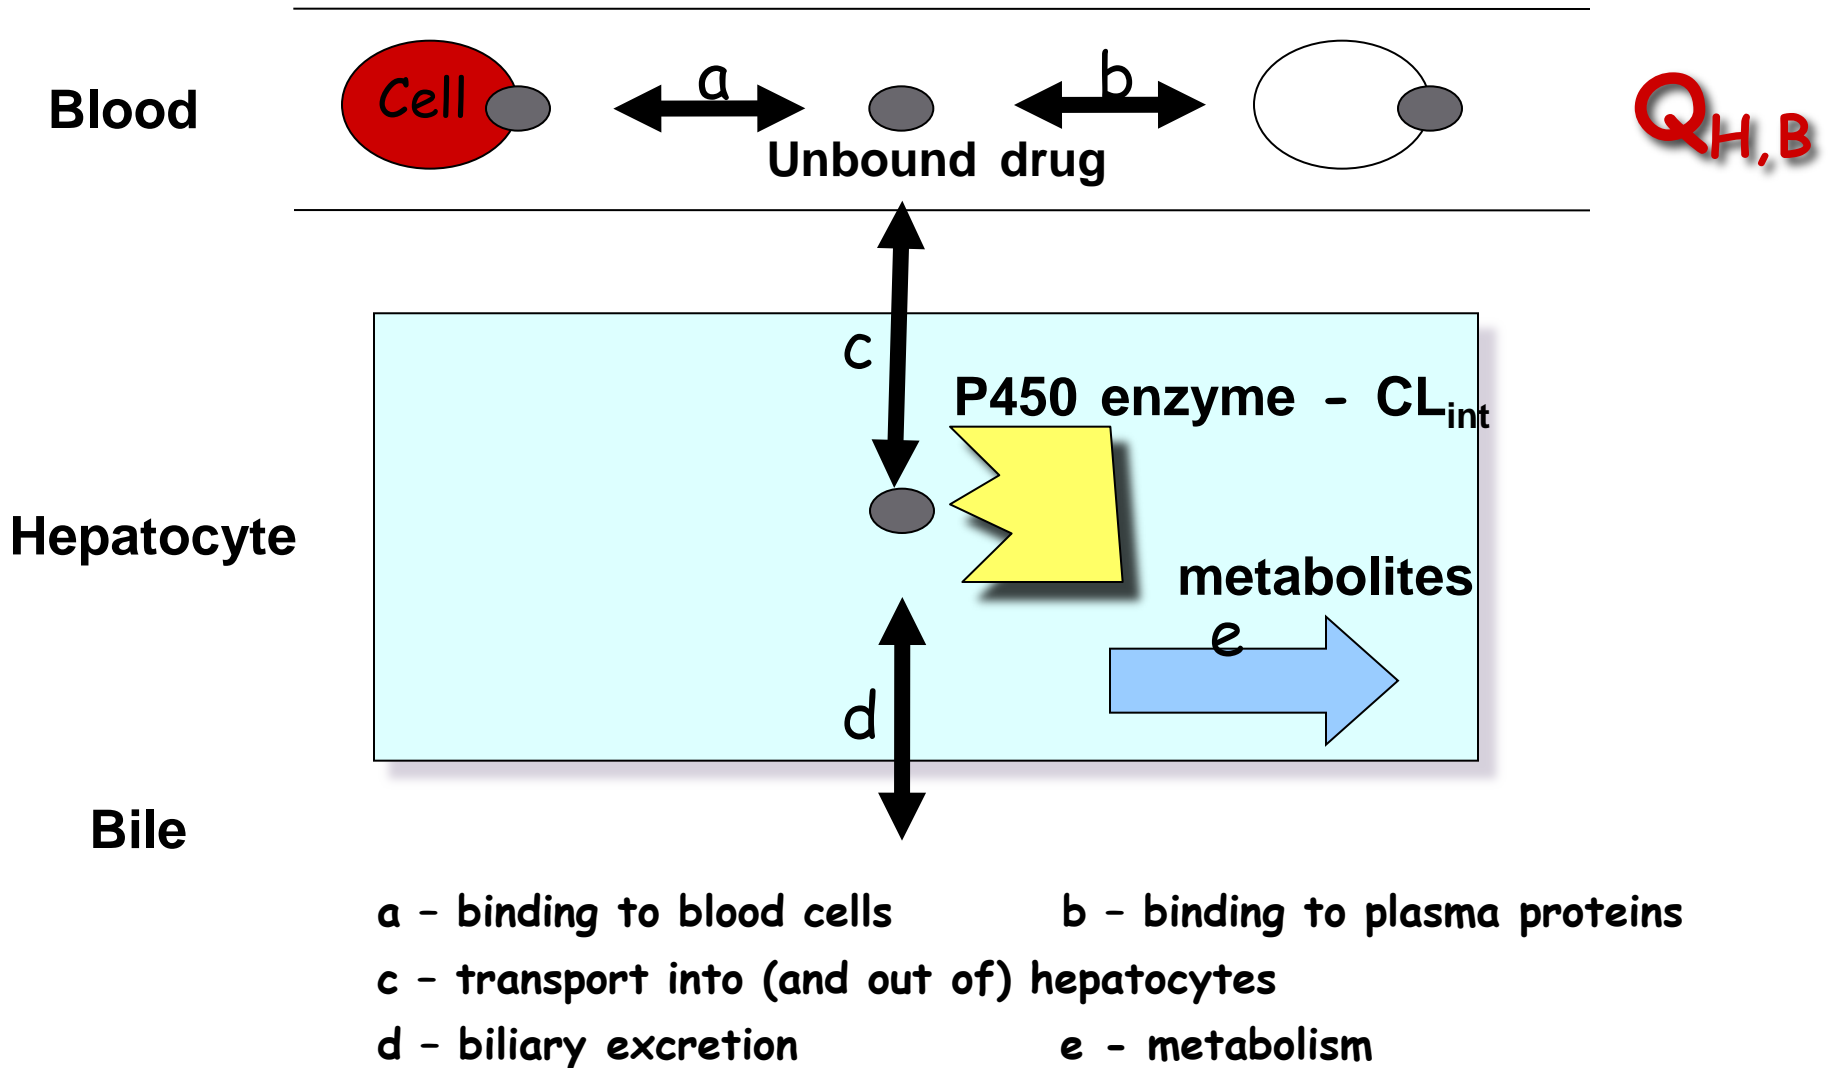 Blood
Cell
a
Unbound drug
b
QH,B
c
P450 enzyme - CLint
Hepatocyte
metabolites
e
d
Bile
a - binding to blood cells
b - binding to plasma proteins
c - transport into (and out of) hepatocytes
d - biliary excretion
e - metabolism